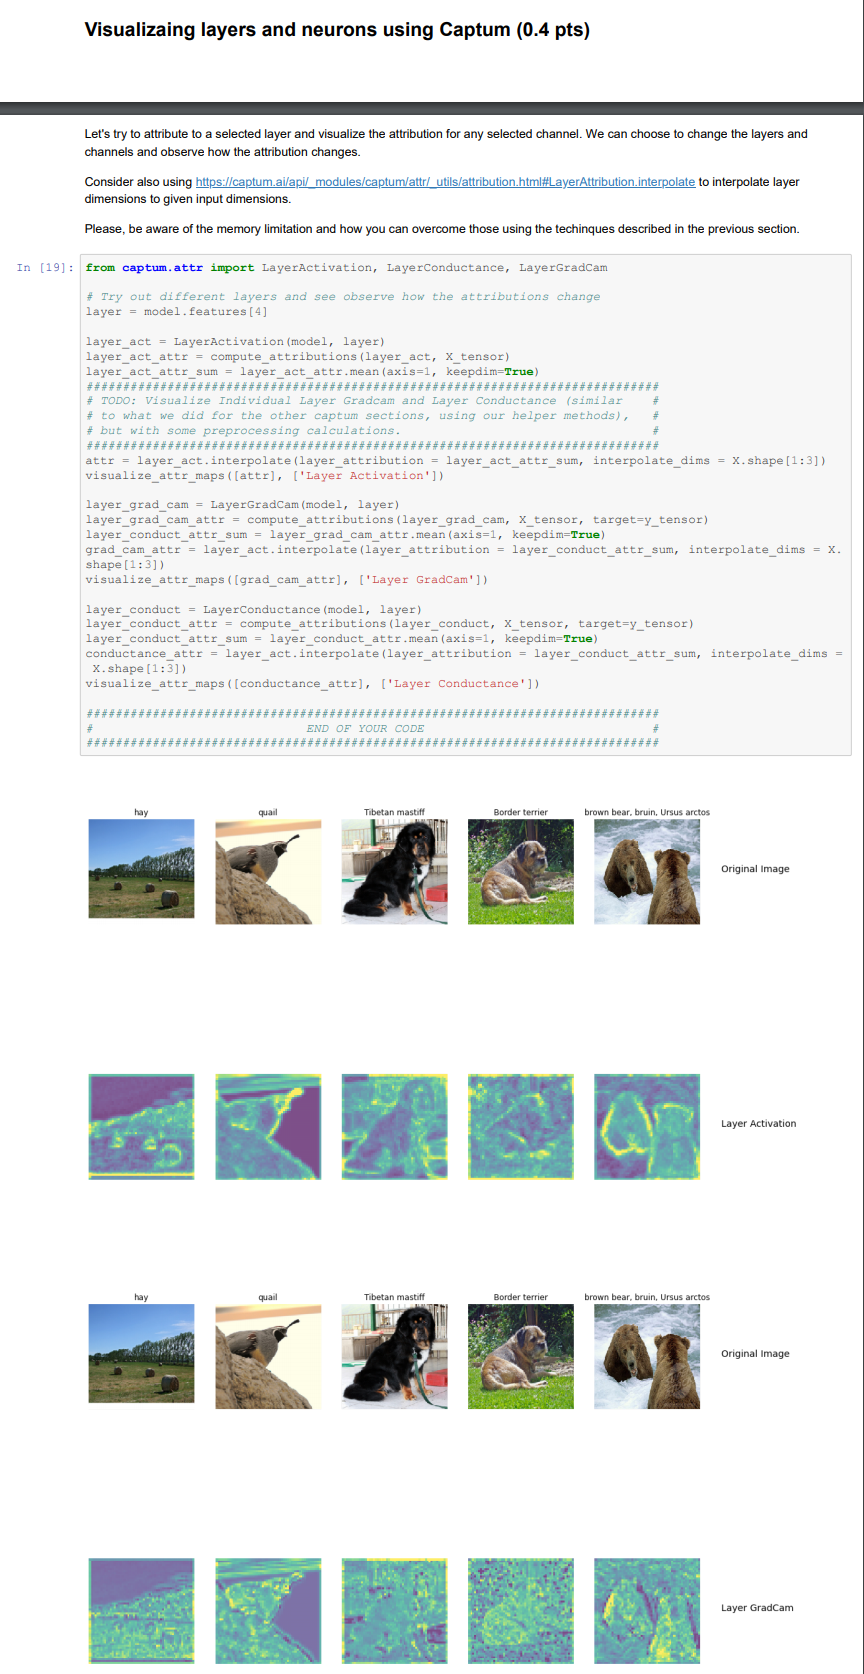 Visualizaing layers and neurons using Captum (0.4 pts)
Let's try to attribute to a selected layer and visualize the attribution for any selected channel. We can choose to change the layers and
channels and observe how the attribution changes.
Consider also using https://captum.ai/api/_modules/captum/attr/_utils/attribution.html#LayerAttribution.interpolate to interpolate layer
dimensions to given input dimensions.
Please, be aware of the memory limitation and how you can overcome those using the techinques described in the previous section.
In [19]:
from captum.attr import LayerActivation, LayerConductance, LayerGradCam
# Try out different layers and see observe how the attributions change
layer = model.features[4]
layer_act = LayerActivation(model, layer)
layer_act_attr = compute_attributions(layer_act, X_tensor)
layer_act_attr_sum = layer_act_attr.mean(axis=1, keepdim=True)
##############################################################################
# TODO: Visualize Individual Layer Gradcam and Layer Conductance (similar #
# to what we did for the other captum sections, using our helper methods), #
# but with some preprocessing calculations. #
##############################################################################
attr = layer_act.interpolate(layer_attribution = layer_act_attr_sum, interpolate_dims = X.shape[1:3])
visualize_attr_maps([attr], ['Layer Activation'])
layer_grad_cam = LayerGradCam(model, layer)
layer_grad_cam_attr = compute_attributions(layer_grad_cam, X_tensor, target=y_tensor)
layer_conduct_attr_sum = layer_grad_cam_attr.mean(axis=1, keepdim=True)
grad_cam_attr = layer_act.interpolate(layer_attribution = layer_conduct_attr_sum, interpolate_dims = X.
shape[1:3])
visualize_attr_maps([grad_cam_attr], ['Layer GradCam'])
layer_conduct = LayerConductance(model, layer)
layer_conduct_attr = compute_attributions(layer_conduct, X_tensor, target=y_tensor)
layer_conduct_attr_sum = layer_conduct_attr.mean(axis=1, keepdim=True)
conductance_attr = layer_act.interpolate(layer_attribution = layer_conduct_attr_sum, interpolate_dims =
X.shape[1:3])
visualize_attr_maps([conductance_attr], ['Layer Conductance'])
##############################################################################
# END OF YOUR CODE #
##############################################################################
hay quail Tibetan mastiff Border terrier brown bear, bruin, Ursus arctos
Original Image
Layer Activation
hay quail Tibetan mastiff Border terrier brown bear, bruin, Ursus arctos
Original Image
Layer GradCam